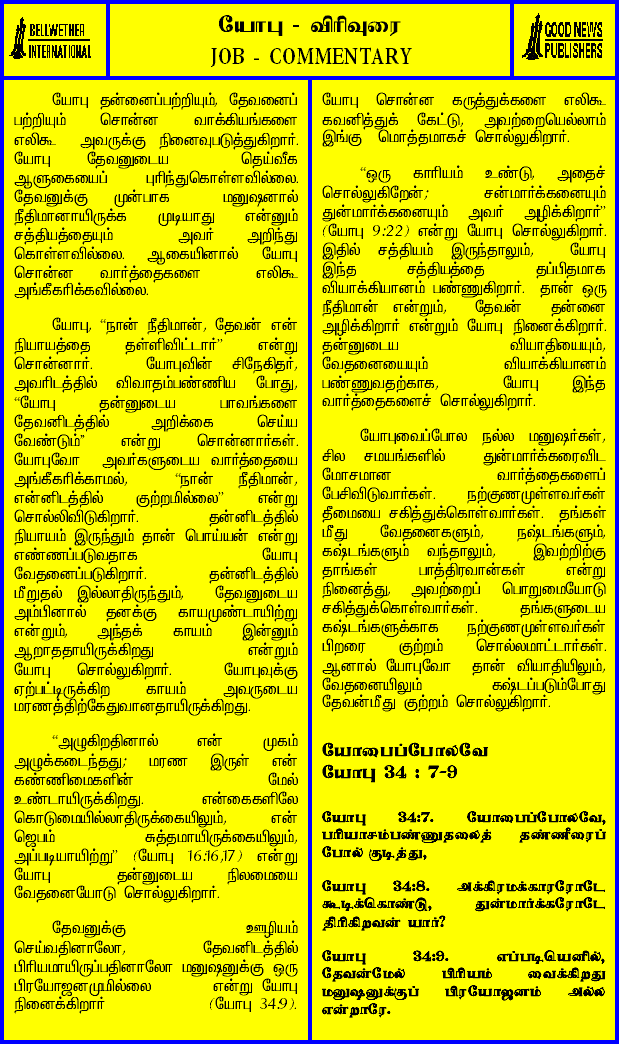 BELLWETHER
INTERNATIONAL
யோபு - விரிவுரை
JOB - COMMENTARY
GOOD NEWS
PUBLISHERS
யோபு தன்னைப்பற்றியும், தேவனைப்
பற்றியும் சொன்ன வாக்கியங்களை
எலிகூ அவருக்கு நினைவுபடுத்துகிறார்.
யோபு தேவனுடைய தெய்வீக
ஆளுகையைப் புரிந்துகொள்ளவில்லை.
தேவனுக்கு முன்பாக மனுஷனால்
நீதிமானாயிருக்க முடியாது என்னும்
சத்தியத்தையும் அவர் அறிந்து
கொள்ளவில்லை. ஆகையினால் யோபு
சொன்ன வார்த்தைகளை எலிகூ
அங்கீகரிக்கவில்லை.
யோபு, “நான் நீதிமான், தேவன் என்
நியாயத்தை தள்ளிவிட்டார்” என்று
சொன்னார். யோபுவின் சிநேகிதர்,
அவரிடத்தில் விவாதம்பண்ணிய போது,
“யோபு தன்னுடைய பாவங்களை
தேவனிடத்தில் அறிக்கை செய்ய
வேண்டும்” என்று சொன்னார்கள்.
யோபுவோ அவர்களுடைய வார்த்தையை
அங்கீகரிக்காமல், “நான் நீதிமான்,
என்னிடத்தில் குற்றமில்லை” என்று
சொல்லிவிடுகிறார். தன்னிடத்தில்
நியாயம் இருந்தும் தான் பொய்யன் என்று
எண்ணப்படுவதாக யோபு
வேதனைப்படுகிறார். தன்னிடத்தில்
மீறுதல் இல்லாதிருந்தும், தேவனுடைய
அம்பினால் தனக்கு காயமுண்டாயிற்று
என்றும், அந்தக் காயம் இன்னும்
ஆறாததாயிருக்கிறது என்றும்
யோபு சொல்லுகிறார். யோபுவுக்கு
ஏற்பட்டிருக்கிற காயம் அவருடைய
மரணத்திற்கேதுவானதாயிருக்கிறது.
“அழுகிறதினால் என் முகம்
அழுக்கடைந்தது; மரண இருள் என்
கண்ணிமைகளின் மேல்
உண்டாயிருக்கிறது. என்கைகளிலே
கொடுமையில்லாதிருக்கையிலும், என்
ஜெபம் சுத்தமாயிருக்கையிலும்,
அப்படியாயிற்று” (யோபு 16:16,17) என்று
யோபு தன்னுடைய நிலமையை
வேதனையோடு சொல்லுகிறார்.
தேவனுக்கு ஊழியம்
செய்வதினாலோ, தேவனிடத்தில்
பிரியமாயிருப்பதினாலோ மனுஷனுக்கு ஒரு
பிரயோஜனமுமில்லை என்று யோபு
நினைக்கிறார் (யோபு 34:9).
யோபு சொன்ன கருத்துக்களை எலிகூ
கவனித்துக் கேட்டு, அவற்றையெல்லாம்
இங்கு மொத்தமாகச் சொல்லுகிறார்.
“ஒரு காரியம் உண்டு, அதைச்
சொல்லுகிறேன்; சன்மார்க்கனையும்
துன்மார்க்கனையும் அவர் அழிக்கிறார்”
(யோபு 9:22) என்று யோபு சொல்லுகிறார்.
இதில் சத்தியம் இருந்தாலும், யோபு
இந்த சத்தியத்தை தப்பிதமாக
வியாக்கியானம் பண்ணுகிறார். தான் ஒரு
நீதிமான் என்றும், தேவன் தன்னை
அழிக்கிறார் என்றும் யோபு நினைக்கிறார்.
தன்னுடைய வியாதியையும்,
வேதனையையும் வியாக்கியானம்
பண்ணுவதற்காக, யோபு இந்த
வார்த்தைகளைச் சொல்லுகிறார்.
யோபுவைப்போல நல்ல மனுஷர்கள்,
சில சமயங்களில் துன்மார்க்கரைவிட
மோசமான வார்த்தைகளைப்
பேசிவிடுவார்கள். நற்குணமுள்ளவர்கள்
தீமையை சகித்துக்கொள்வார்கள். தங்கள்
மீது வேதனைகளும், நஷ்டங்களும்,
கஷ்டங்களும் வந்தாலும், இவற்றிற்கு
தாங்கள் பாத்திரவான்கள் என்று
நினைத்து, அவற்றைப் பொறுமையோடு
சகித்துக்கொள்வார்கள். தங்களுடைய
கஷ்டங்களுக்காக நற்குணமுள்ளவர்கள்
பிறரை குற்றம் சொல்லமாட்டார்கள்.
ஆனால் யோபுவோ தான் வியாதியிலும்,
வேதனையிலும் கஷ்டப்படும்போது
தேவன்மீது குற்றம் சொல்லுகிறார்.
யோபைப்போலவே
யோபு 34 : 7-9
யோபு 34:7. யோபைப்போலவே,
பரியாசம்பண்ணுதலைத் தண்ணீரைப்
போல் குடித்து,
யோபு 34:8. அக்கிரமக்காரரோடே
கூடிக்கொண்டு, துன்மார்க்கரோடே
திரிகிறவன் யார்?
யோபு 34:9. எப்படியெனில்,
தேவன்மேல் பிரியம் வைக்கிறது
மனுஷனுக்குப் பிரயோஜனம் அல்ல
என்றாரே.